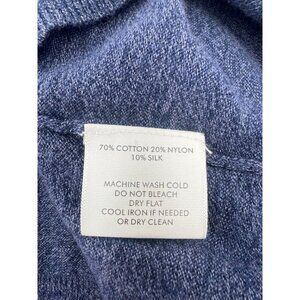 70% COTTON 20% NYLON
10% SILK
MACHINE WASH COLD
DO NOT BLEACH
DRY FLAT
COOL IRON IF NEEDED
OR DRY CLEAN